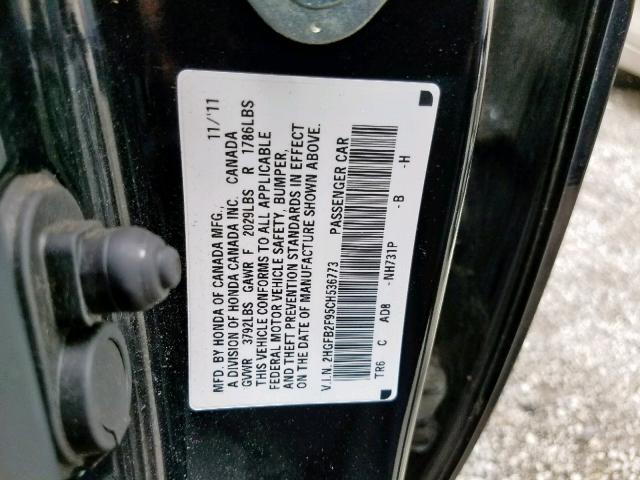 MFD. BY HONDA OF CANADA MFG., 11/'11
A DIVISION OF HONDA CANADA INC. CANADA
GVWR 3792LBS GAWR F 2029LBS R 1786LBS
THIS VEHICLE CONFORMS TO ALL APPLICABLE
FEDERAL MOTOR VEHICLE SAFETY, BUMPER,
AND THEFT PREVENTION STANDARDS IN EFFECT
ON THE DATE OF MANUFACTURE SHOWN ABOVE.
V.I.N. 2HGFB2F95CH536773 PASSENGER CAR
TR6 C AD8 -NH731P -B -H